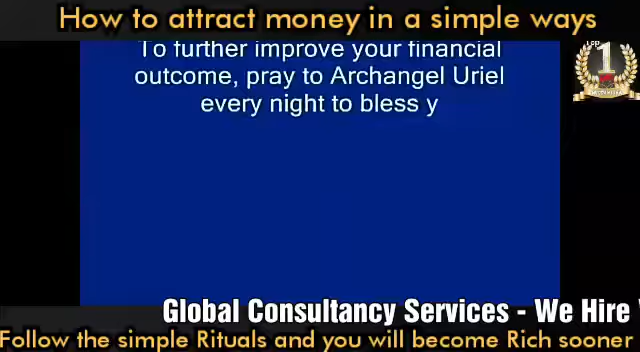 How to attract money in a simple ways
To further improve your financial
outcome, pray to Archangel Uriel
every night to bless y
1
Global Consultancy Services - We Hire
Follow the simple Rituals and you will become Rich sooner